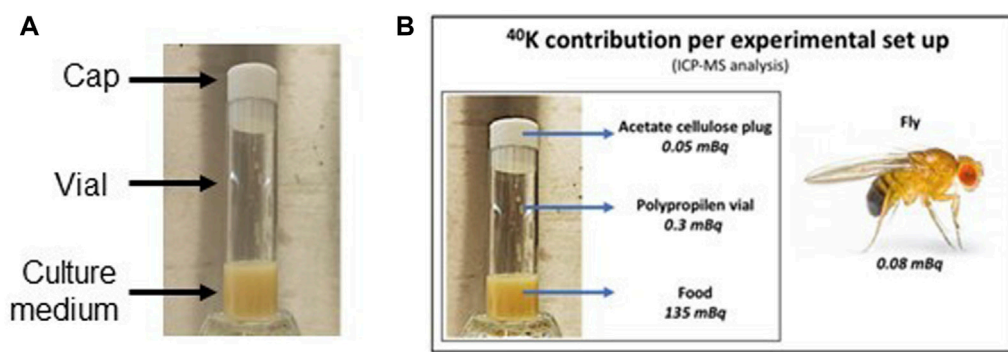 A
Cap
Vial
Culture
medium
B
⁴⁰K contribution per experimental set up
(ICP-MS analysis)
Acetate cellulose plug
0.05 mBq
Polypropilen vial
0.3 mBq
Food
135 mBq
Fly
0.08 mBq